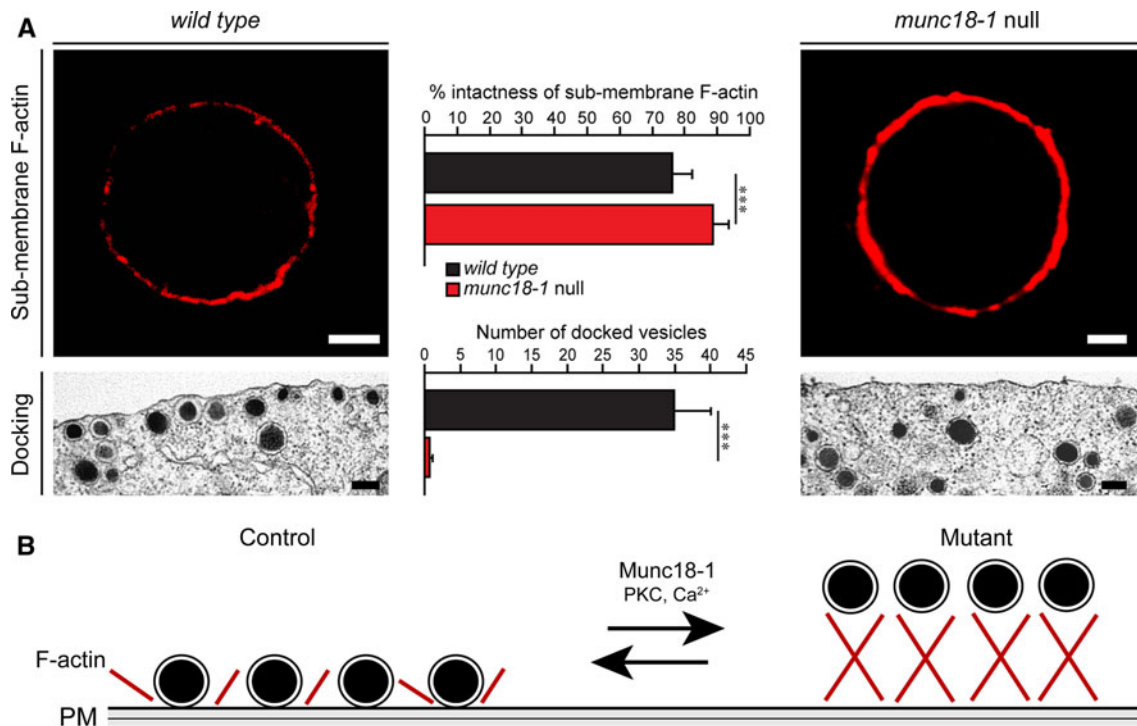 A
wild type
munc18-1 null
Sub-membrane F-actin
% intactness of sub-membrane F-actin
0 10 20 30 40 50 60 70 80 90 100
***
wild type
munc18-1 null
Number of docked vesicles
0 5 10 15 20 25 30 35 40 45
***
Docking
B
Control
Mutant
Munc18-1
PKC, Ca²⁺
F-actin
PM